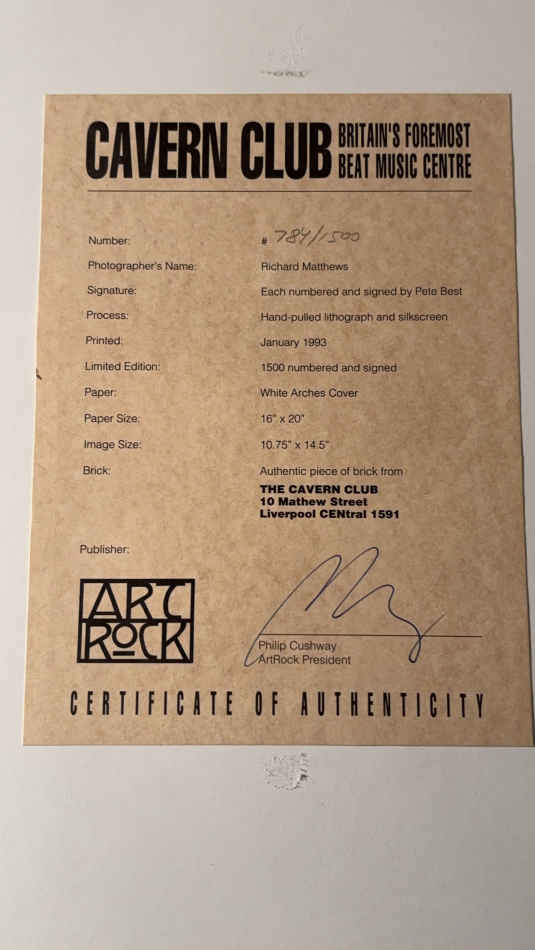 CAVERN CLUB BRITAIN'S FOREMOST
BEAT MUSIC CENTRE
Number: # 784/1500
Photographer's Name: Richard Matthews
Signature: Each numbered and signed by Pete Best
Process: Hand-pulled lithograph and silkscreen
Printed: January 1993
Limited Edition: 1500 numbered and signed
Paper: White Arches Cover
Paper Size: 16" x 20"
Image Size: 10.75" x 14.5"
Brick: Authentic piece of brick from
THE CAVERN CLUB
10 Mathew Street
Liverpool CENtral 1591
Publisher:
ART
ROCK
Philip Cushway
ArtRock President
CERTIFICATE OF AUTHENTICITY